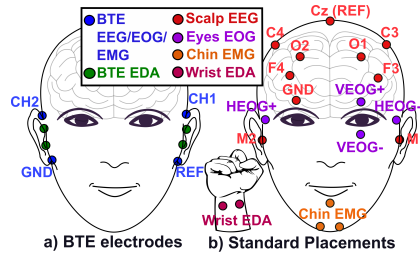 BTE
EEG/EOG/
EMG
BTE EDA
Scalp EEG
Eyes EOG
Chin EMG
Wrist EDA
CH2
CH1
GND
REF
a) BTE electrodes
Cz (REF)
C4
C3
O2
O1
F4
F3
GND
VEOG+
HEOG+
HEOG-
M2
M
VEOG-
Wrist EDA
Chin EMG
b) Standard Placements